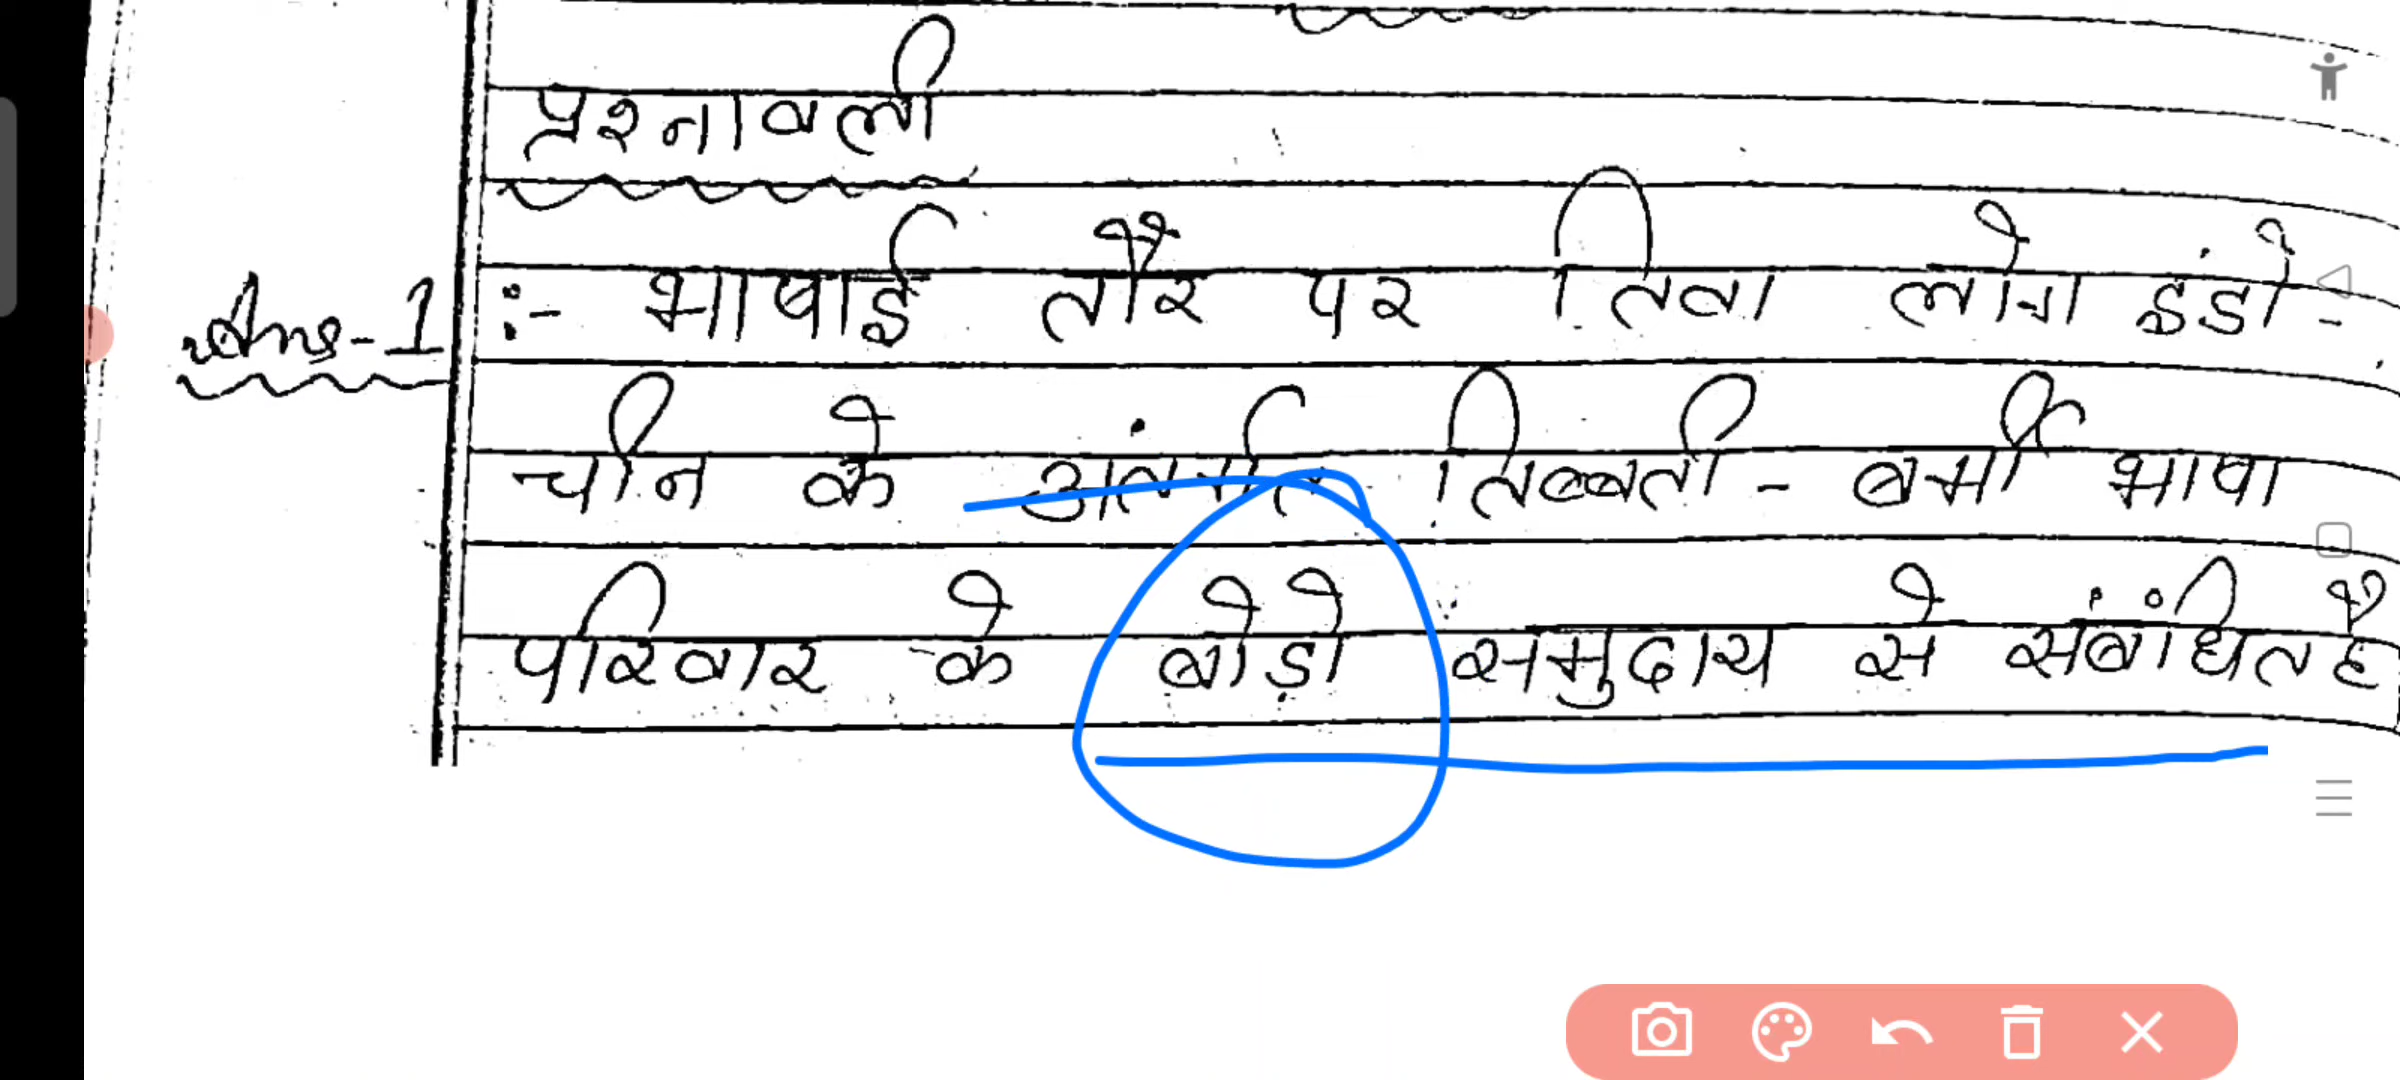 प्रश्नावली
Ans-1 :- भाषाई तौर पर तिवा लोग इंडो-
चीन के अंतर्गत तिब्बती - बर्मी भाषा
परिवार के बोड़ो समुदाय से संबंधित है